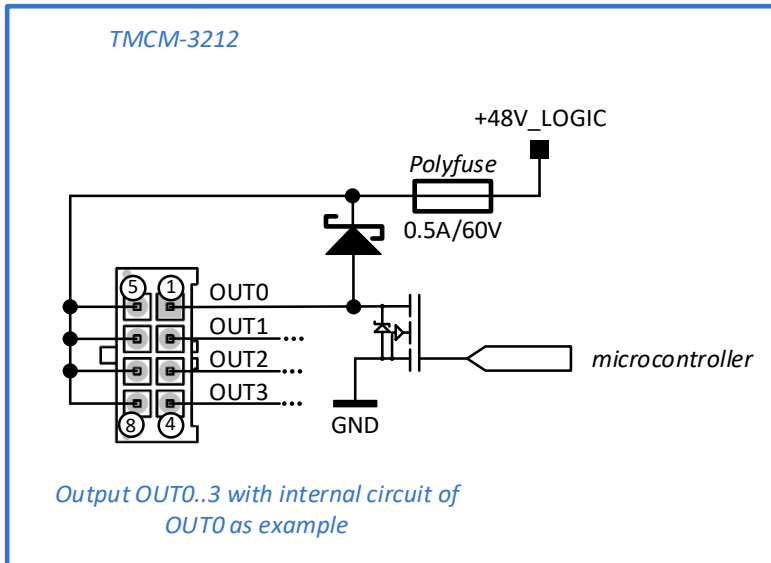 TMCM-3212
+48V_LOGIC
Polyfuse
0.5A/60V
5 1 OUT0
OUT1 ...
OUT2 ...
OUT3 ...
8 4
GND
microcontroller
Output OUT0..3 with internal circuit of
OUT0 as example